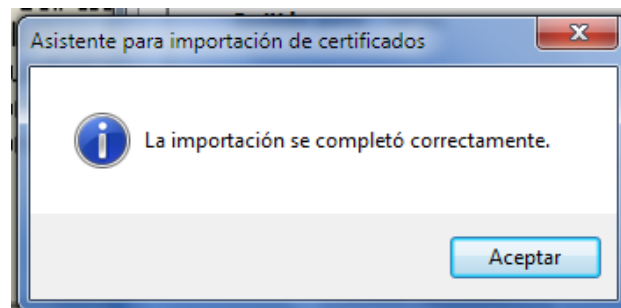 Asistente para importación de certificados
La importación se completó correctamente.
Aceptar